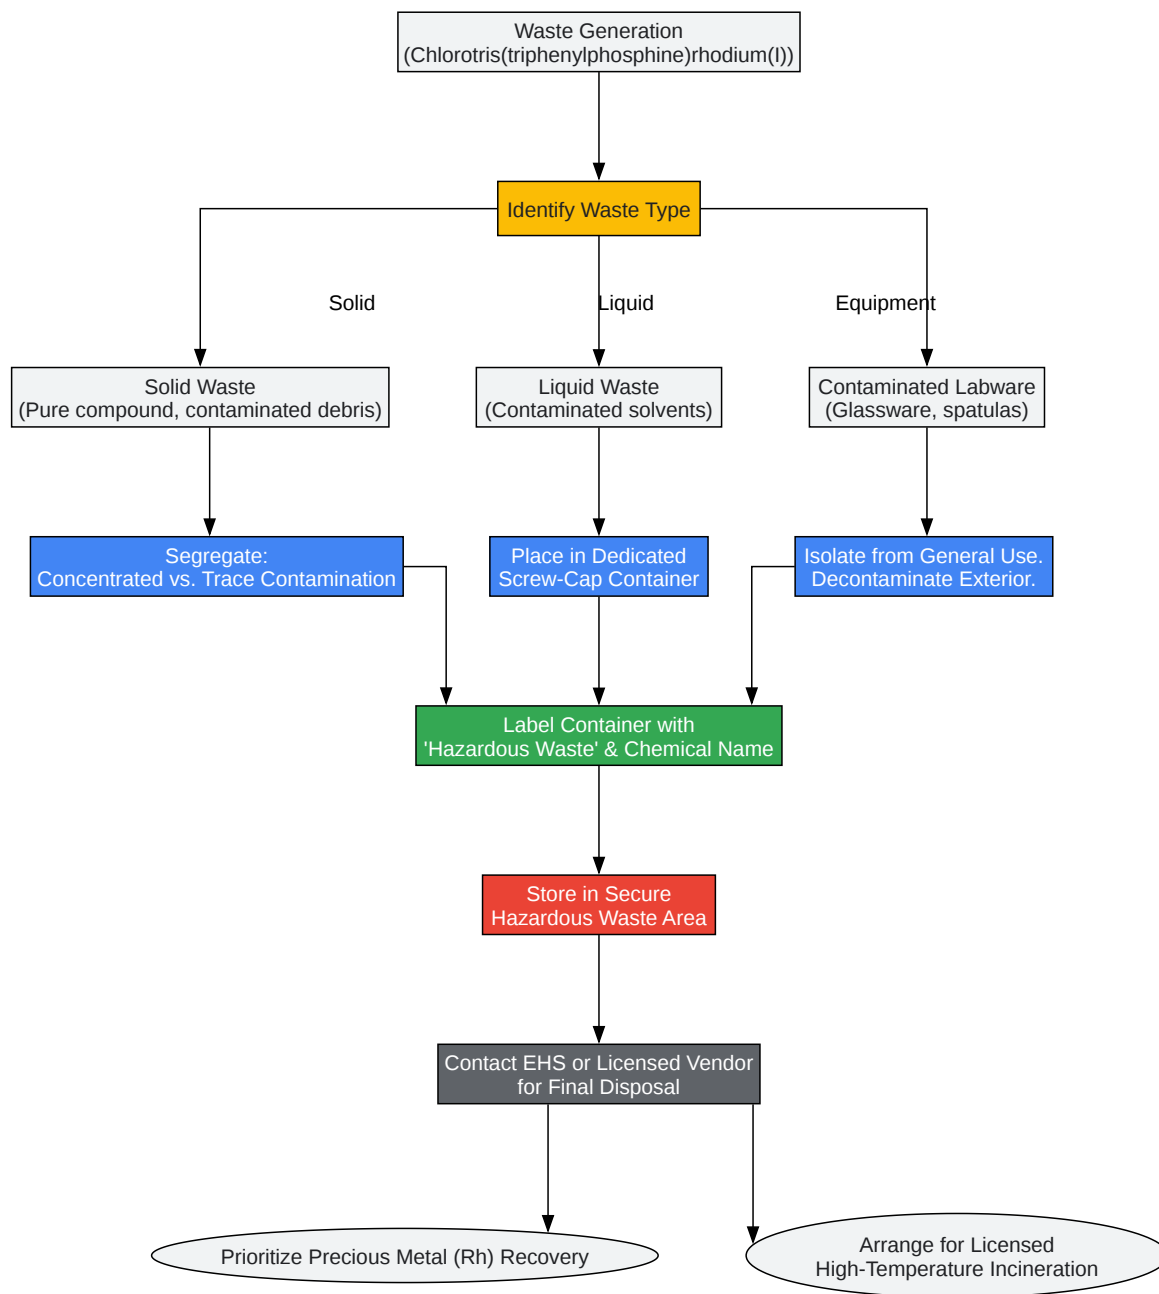 Waste Generation
(Chlorotris(triphenylphosphine)rhodium(I))
Identify Waste Type
Solid
Liquid
Equipment
Solid Waste
(Pure compound, contaminated debris)
Liquid Waste
(Contaminated solvents)
Contaminated Labware
(Glassware, spatulas)
Segregate:
Concentrated vs. Trace Contamination
Place in Dedicated
Screw-Cap Container
Isolate from General Use.
Decontaminate Exterior.
Label Container with
'Hazardous Waste' & Chemical Name
Store in Secure
Hazardous Waste Area
Contact EHS or Licensed Vendor
for Final Disposal
Prioritize Precious Metal (Rh) Recovery
Arrange for Licensed
High-Temperature Incineration